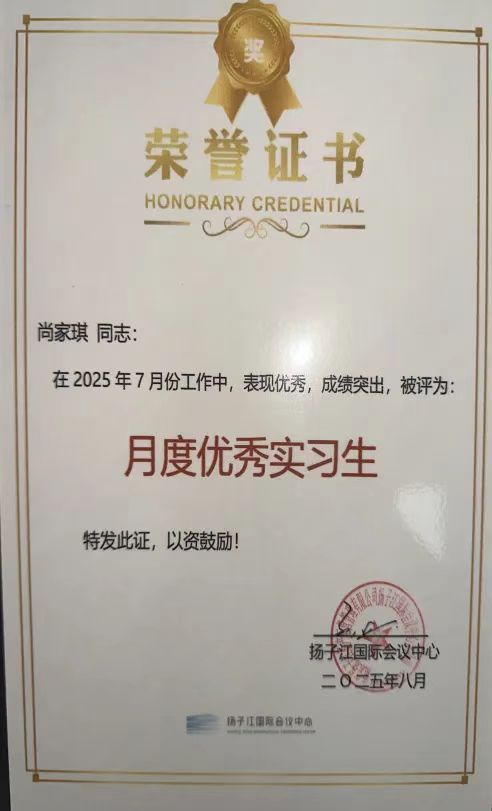 奖
荣誉证书
HONORARY CREDENTIAL
尚家琪 同志：
在 2025 年 7 月份工作中，表现优秀，成绩突出，被评为：
月度优秀实习生
特发此证，以资鼓励！
扬子江国际会议中心
二〇二五年八月
扬子江国际会议中心